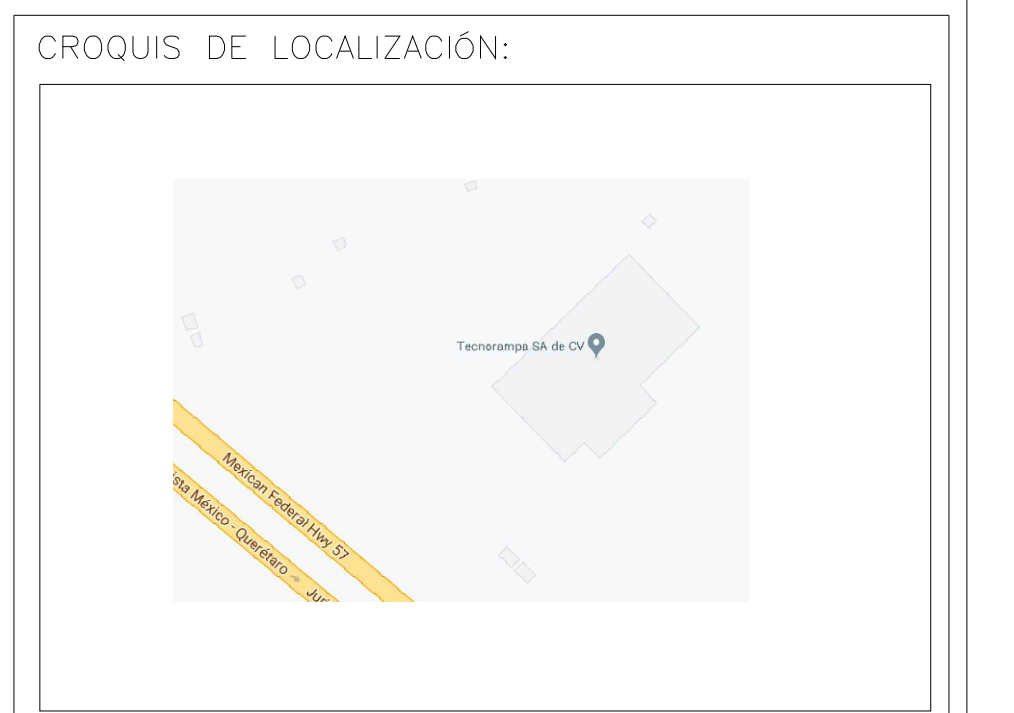 CROQUIS DE LOCALIZACIÓN:
Tecnorampa SA de CV
Mexican Federal Hwy 57
ista México - Querétaro